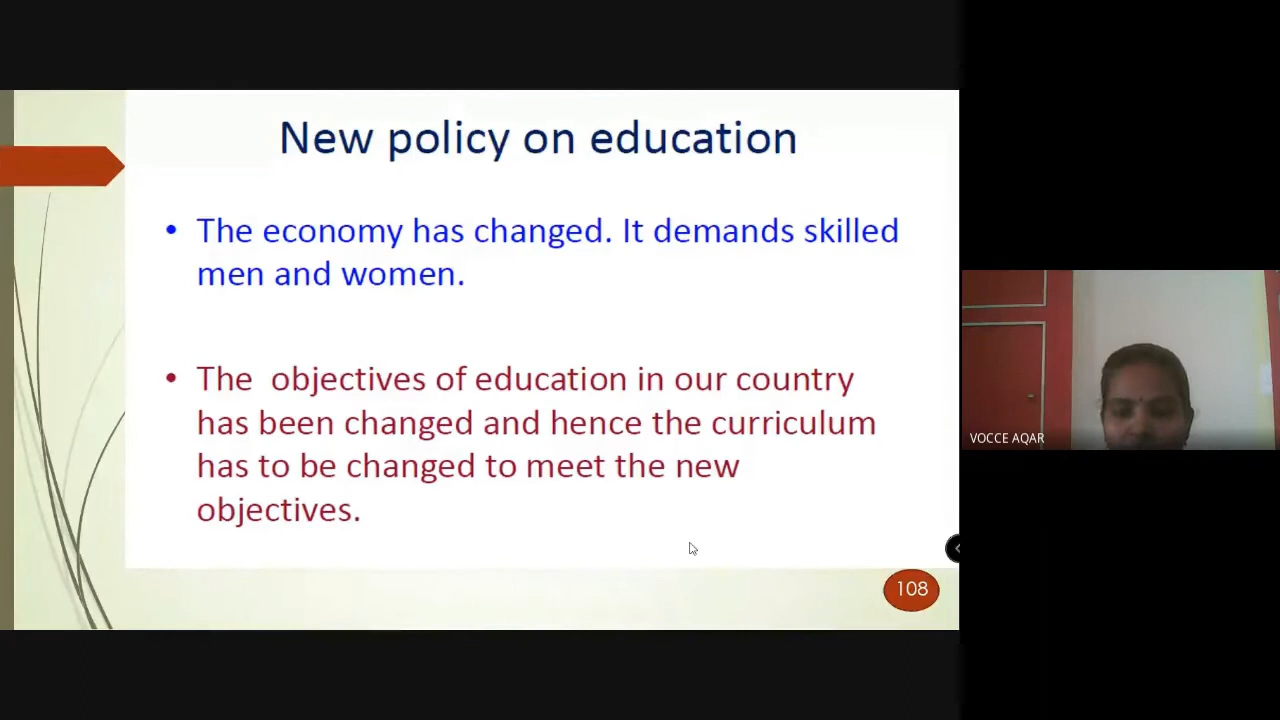 New policy on education
• The economy has changed. It demands skilled
men and women.
• The objectives of education in our country
has been changed and hence the curriculum
has to be changed to meet the new
objectives.
108
VOCCE AQAR